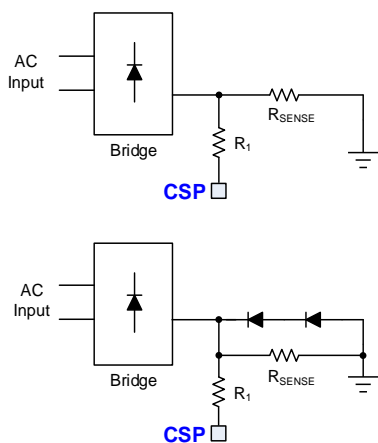 AC
Input
Bridge
R1
RSENSE
CSP
AC
Input
Bridge
RSENSE
R1
CSP